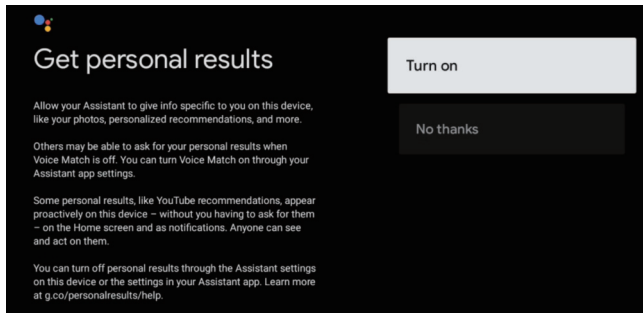 Get personal results
Allow your Assistant to give info specific to you on this device,
like your photos, personalized recommendations, and more.
Others may be able to ask for your personal results when
Voice Match is off. You can turn Voice Match on through your
Assistant app settings.
Some personal results, like YouTube recommendations, appear
proactively on this device – without you having to ask for them
– on the Home screen and as notifications. Anyone can see
and act on them.
You can turn off personal results through the Assistant settings
on this device or the settings in your Assistant app. Learn more
at g.co/personalresults/help.
Turn on
No thanks